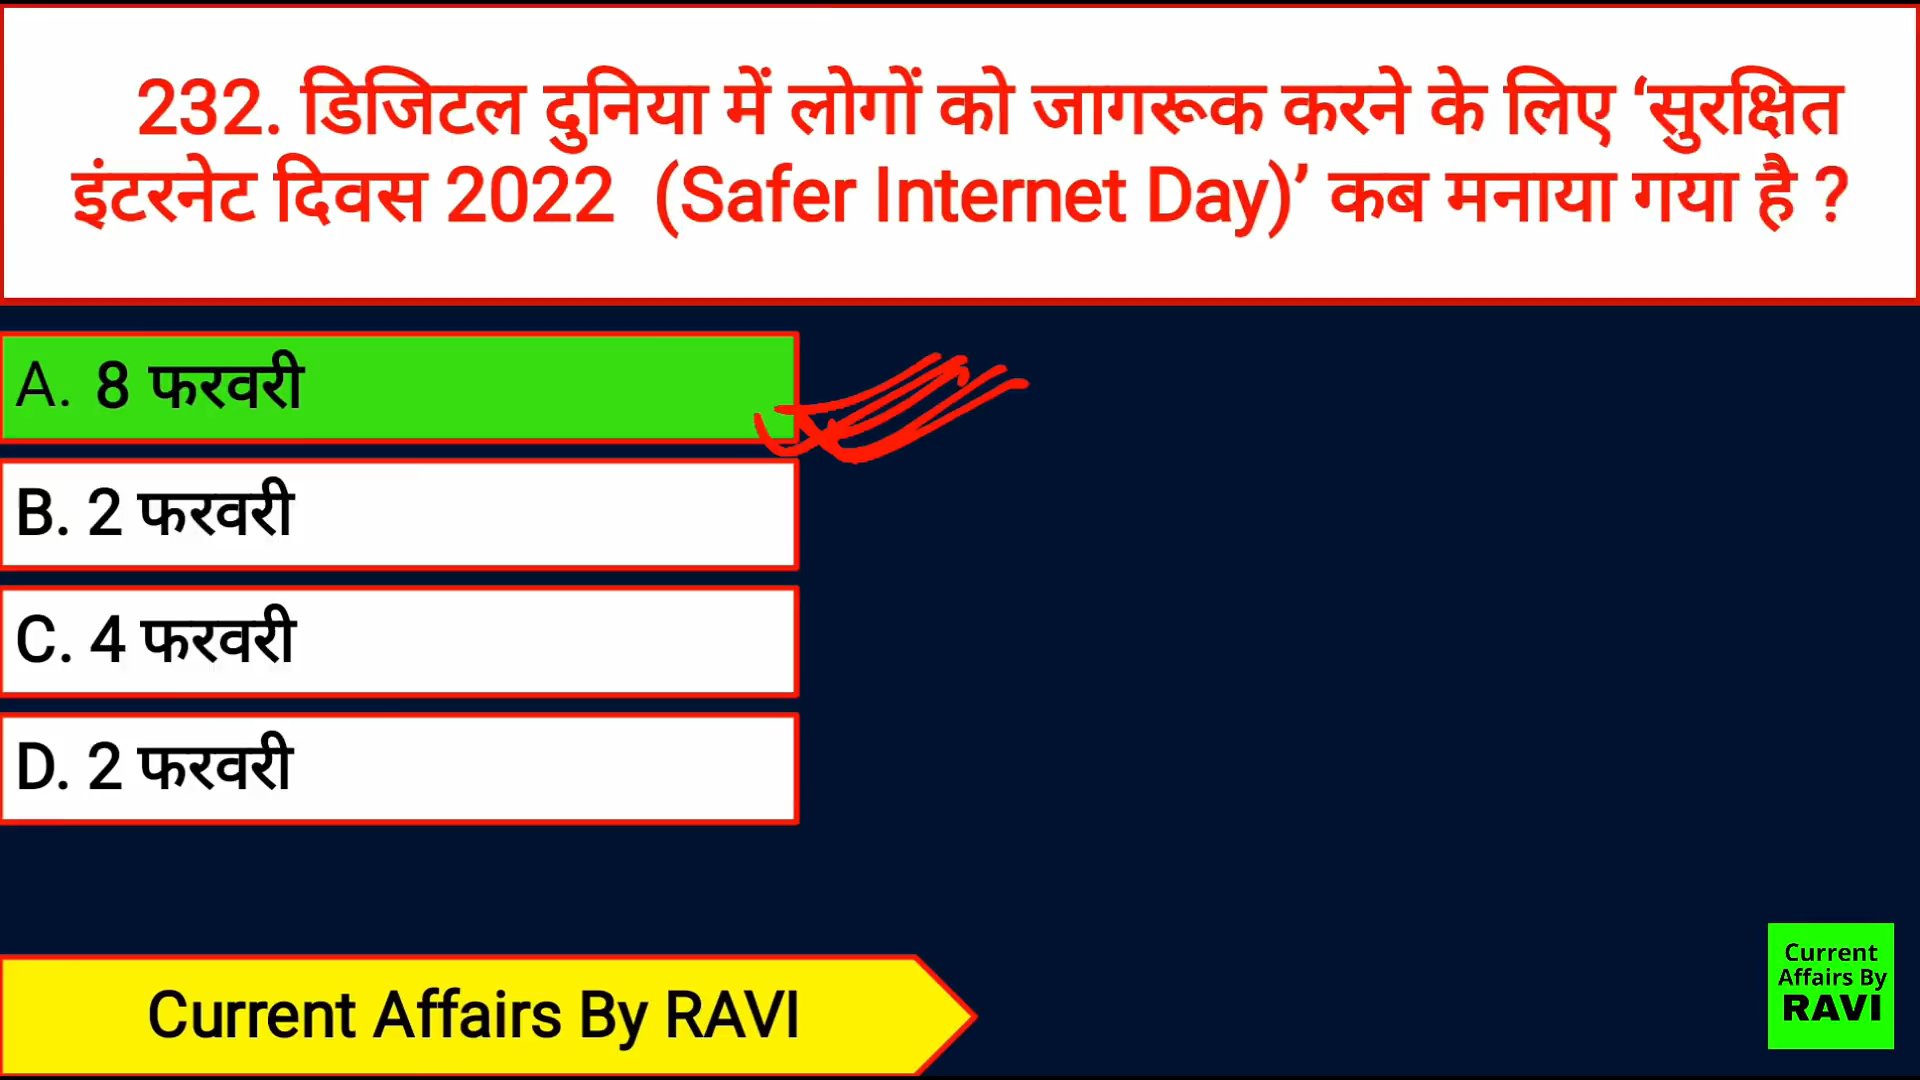 232. डिजिटल दुनिया में लोगों को जागरूक करने के लिए ‘सुरक्षित
इंटरनेट दिवस 2022 (Safer Internet Day)’ कब मनाया गया है ?
A. 8 फरवरी
B. 2 फरवरी
C. 4 फरवरी
D. 2 फरवरी
Current Affairs By RAVI
Current
Affairs By
RAVI